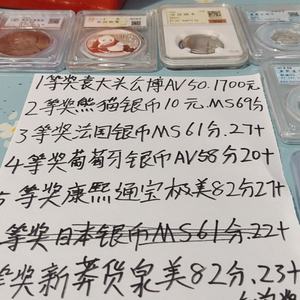 1等奖袁大头公博AV50.1700元
2等奖熊猫银币10元.MS69分
3等奖法国银币MS61分.27+
4等奖葡萄牙银币AV58分20+
等奖康熙通宝极美82分27+
等奖日本银币MS61分.22+
等奖新莽货泉美82分.23+